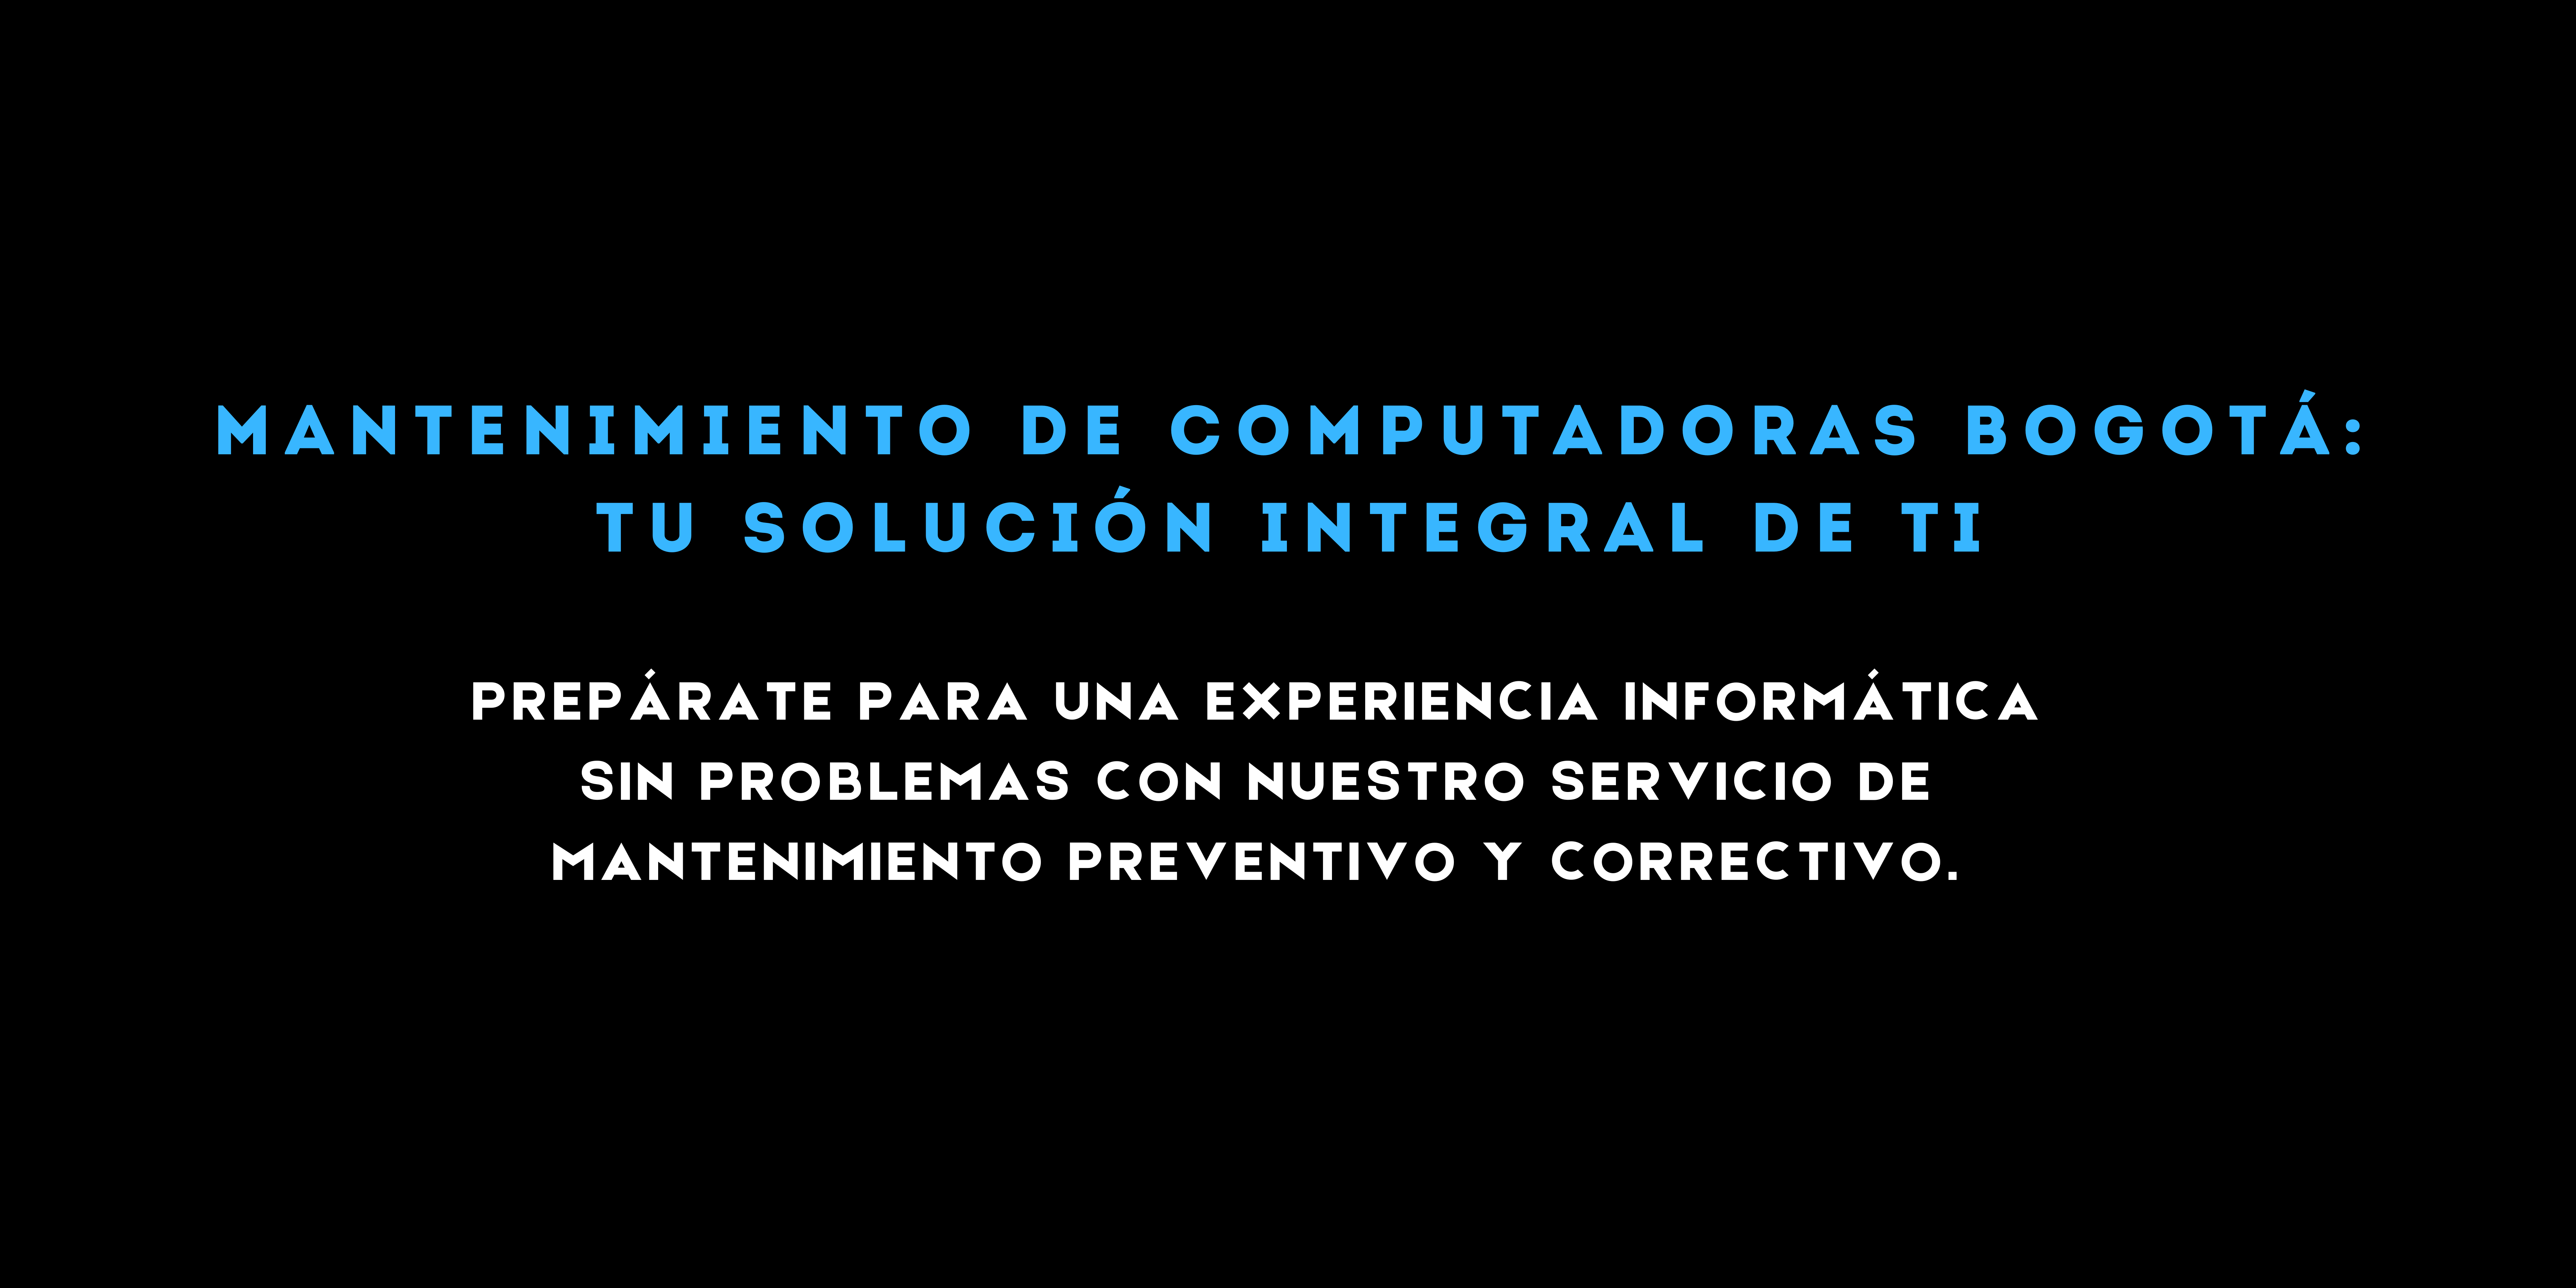 MANTENIMIENTO DE COMPUTADORAS BOGOTÁ:
TU SOLUCIÓN INTEGRAL DE TI
PREPÁRATE PARA UNA EXPERIENCIA INFORMÁTICA
SIN PROBLEMAS CON NUESTRO SERVICIO DE
MANTENIMIENTO PREVENTIVO Y CORRECTIVO.